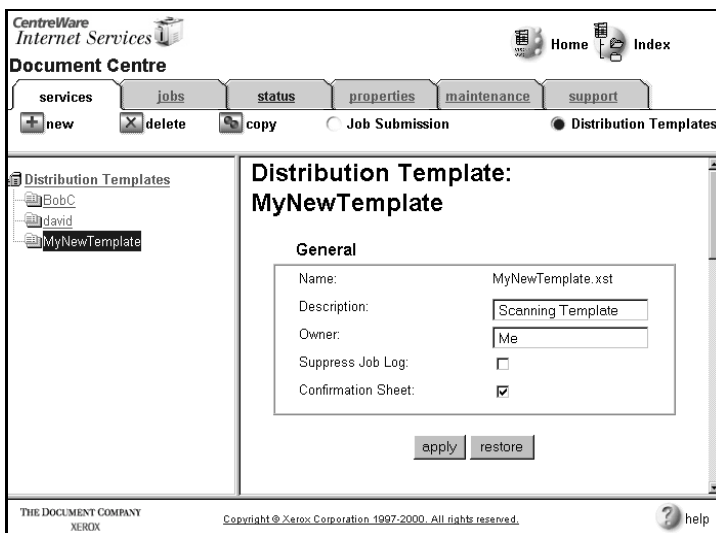 CentreWare
Internet Services
Home
Index
Document Centre
services
jobs
status
properties
maintenance
support
new
delete
copy
Job Submission
Distribution Templates
Distribution Templates
BobC
david
MyNewTemplate
Distribution Template:
MyNewTemplate
General
Name: MyNewTemplate.xst
Description: Scanning Template
Owner: Me
Suppress Job Log:
Confirmation Sheet:
apply
restore
THE DOCUMENT COMPANY
XEROX
Copyright © Xerox Corporation 1997-2000. All rights reserved.
help